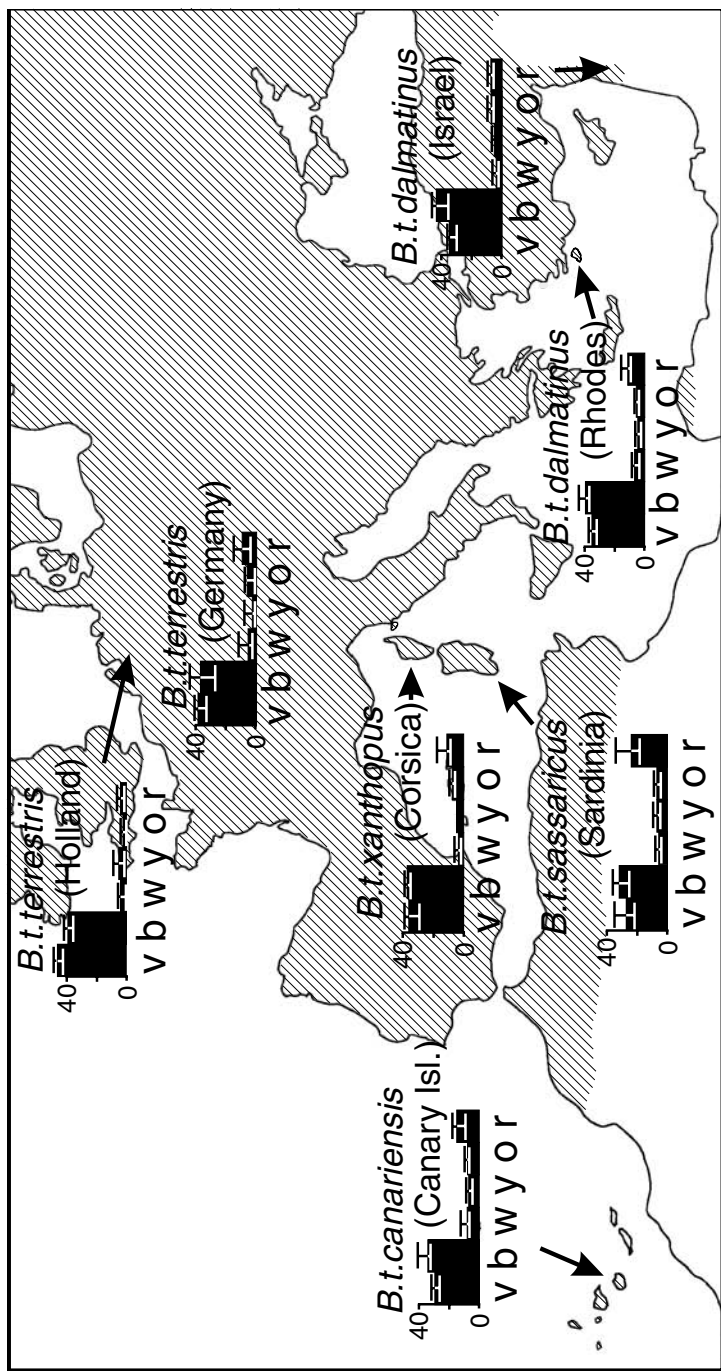 B.t.terrestris
(Holland)
40
0
v b w y o r
B.t.terrestris
(Germany)
40
0
v b w y o r
B.t.dalmatinus
(Israel)
40
0
v b w y o r
B.t.canariensis
(Canary Isl.)
40
0
v b w y o r
B.t.xanthopus
(Corsica)
40
0
v b w y o r
B.t.sassaricus
(Sardinia)
40
0
v b w y o r
B.t.dalmatinus
(Rhodes)
40
0
v b w y o r